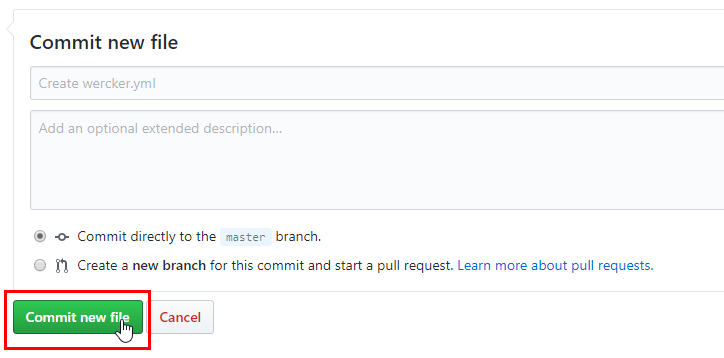 Commit new file
Create wercker.yml
Add an optional extended description...
Commit directly to the master branch.
Create a new branch for this commit and start a pull request. Learn more about pull requests.
Commit new file
Cancel